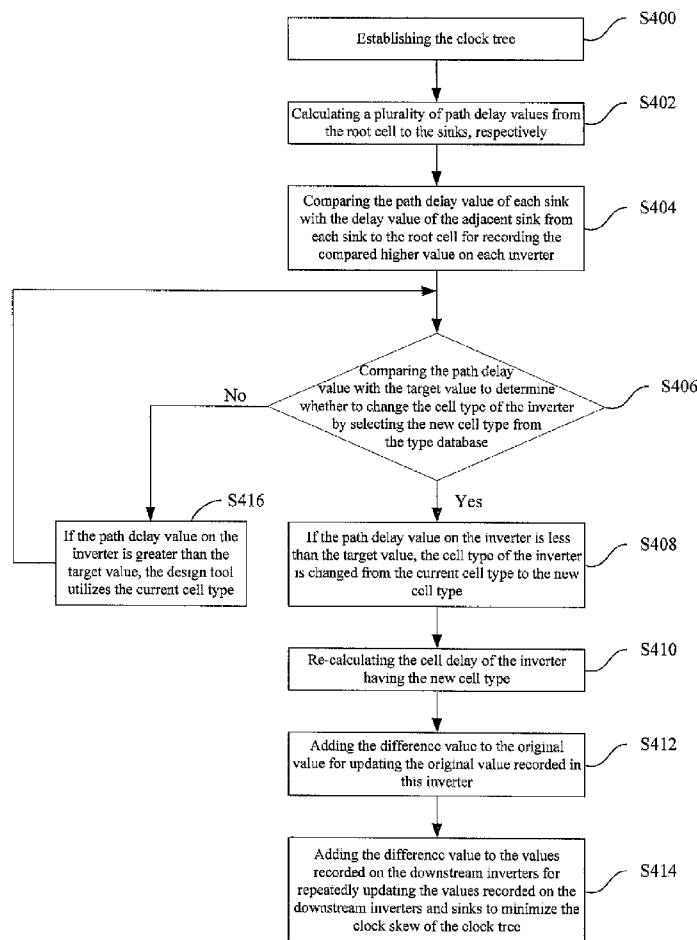 S400
Establishing the clock tree
S402
Calculating a plurality of path delay values from
the root cell to the sinks, respectively
S404
Comparing the path delay value of each sink
with the delay value of the adjacent sink from
each sink to the root cell for recording the
compared higher value on each inverter
Comparing the path delay
value with the target value to determine
whether to change the cell type of the inverter
by selecting the new cell type from
the type database
S406
No
Yes
S416
If the path delay value on the
inverter is greater than the
target value, the design tool
utilizes the current cell type
If the path delay value on the inverter is less
than the target value, the cell type of the inverter
is changed from the current cell type to the new
cell type
S408
Re-calculating the cell delay of the inverter
having the new cell type
S410
Adding the difference value to the original
value for updating the original value recorded in
this inverter
S412
Adding the difference value to the values
recorded on the downstream inverters for
repeatedly updating the values recorded on the
downstream inverters and sinks to minimize the
clock skew of the clock tree
S414